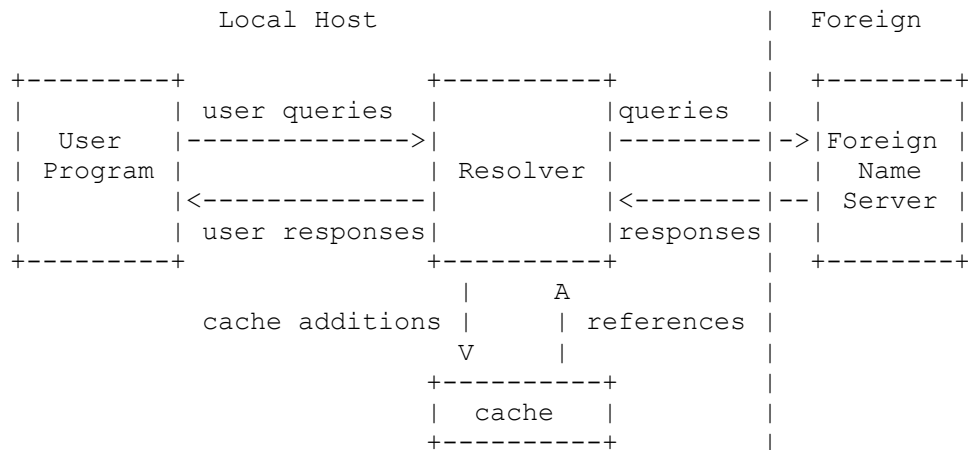 Local Host | Foreign
|
+---------+ +----------+ | +--------+
| | user queries | |queries | | |
| User |-------------->| |---------|->|Foreign |
| Program | | Resolver | | | Name |
| |<--------------| |<--------|--| Server |
| | user responses| |responses| | |
+---------+ +----------+ | +--------+
| A |
cache additions | | references |
V | |
+----------+ |
| cache | |
+----------+ |